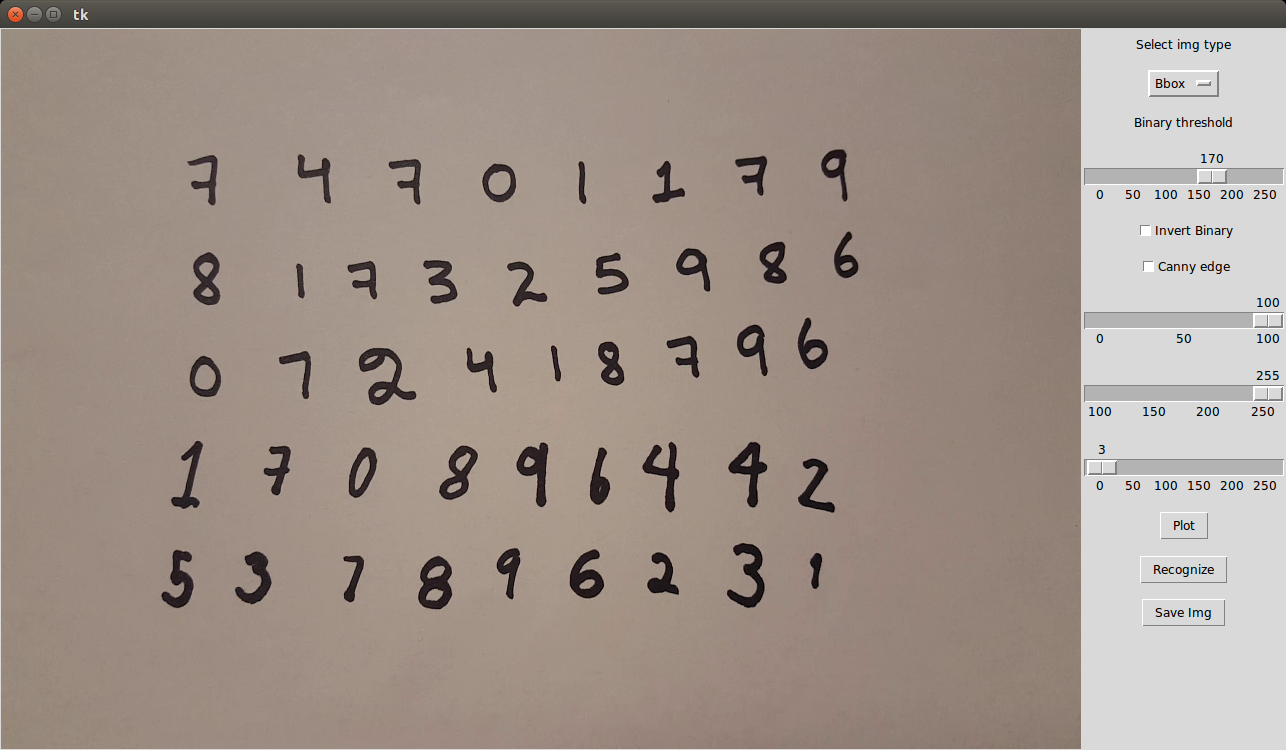 tk
7 4 7 0 1 1 7 9
8 1 7 3 2 5 9 8 6
0 7 2 4 1 8 7 9 6
1 7 0 8 9 6 4 4 2
5 3 7 8 9 6 2 3 1
Select img type
Bbox
Binary threshold
170
0 50 100 150 200 250
Invert Binary
Canny edge
100
0 50 100
255
100 150 200 250
3
0 50 100 150 200 250
Plot
Recognize
Save Img